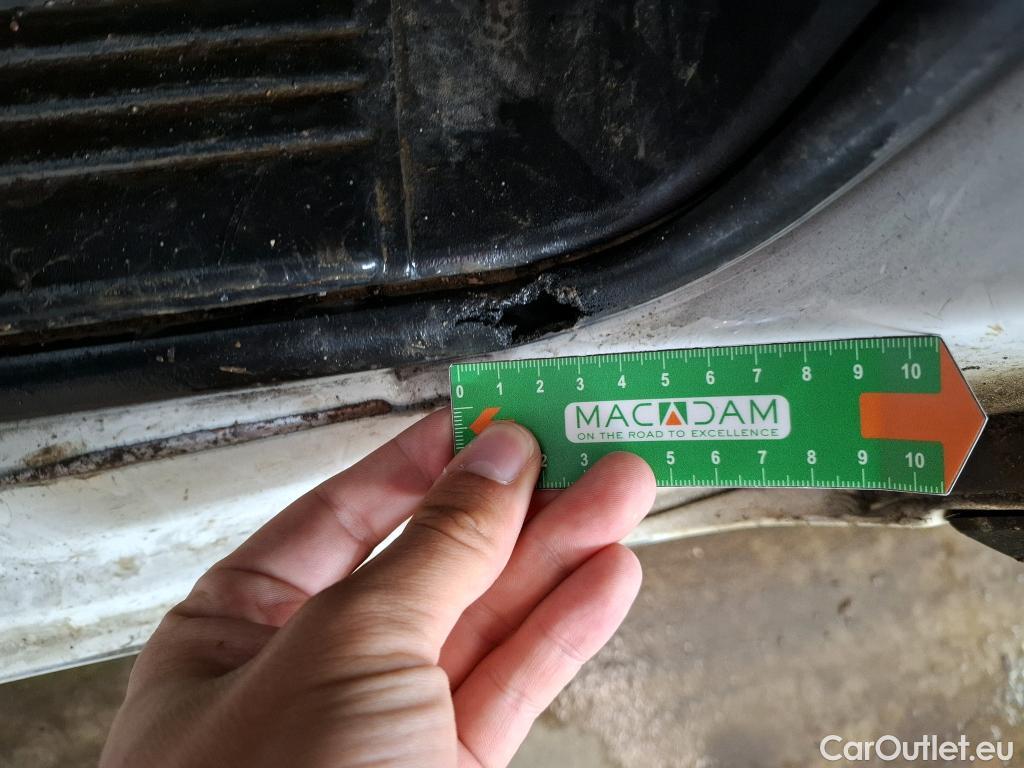 0 1 2 3 4 5 6 7 8 9 10
0
MACADAM
ON THE ROAD TO EXCELLENCE
2 3 5 6 7 8 9 10
CarOutlet.eu